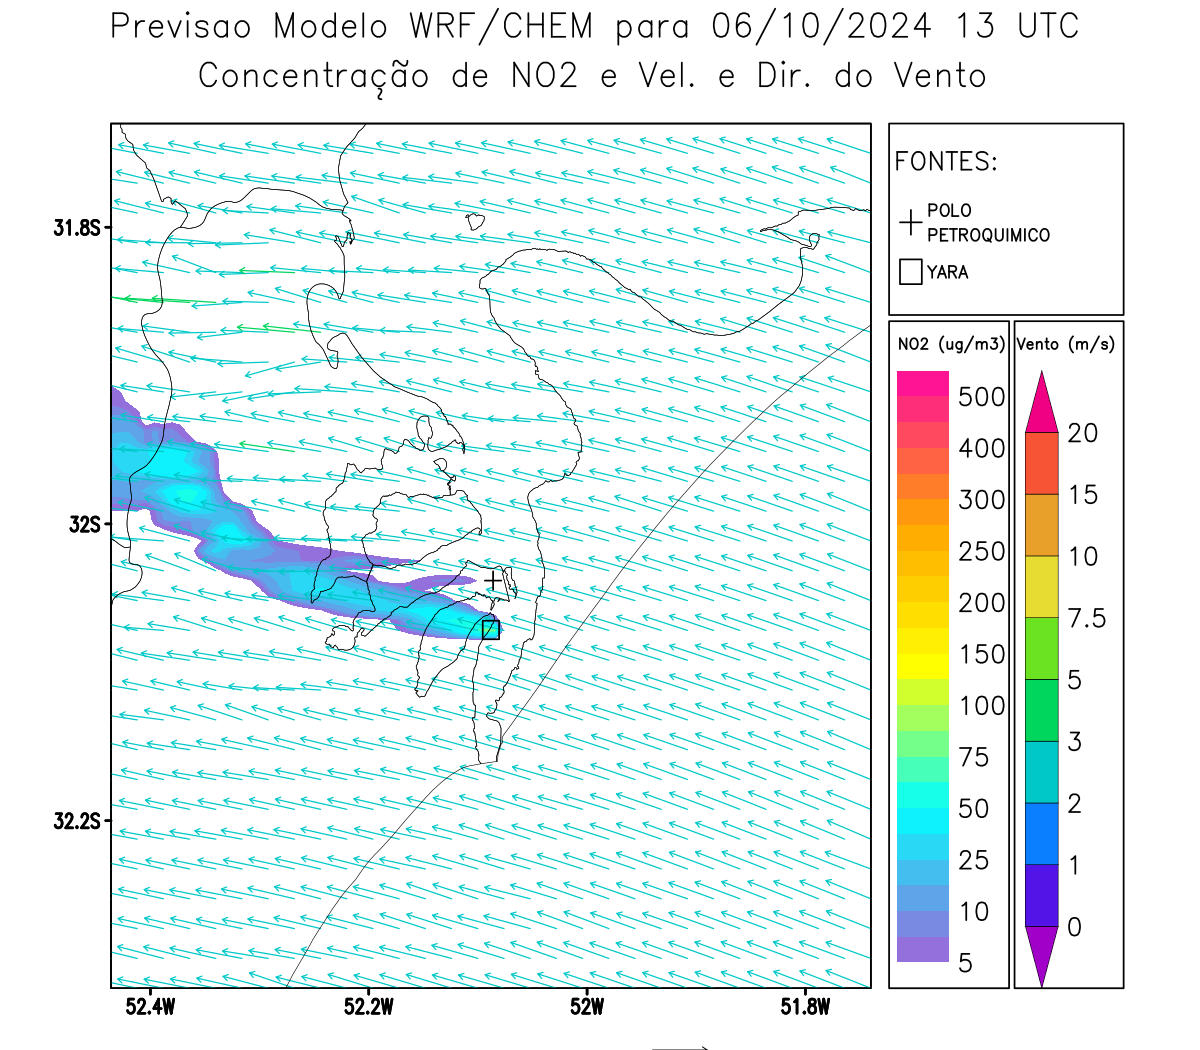 Previsao Modelo WRF/CHEM para 06/10/2024 13 UTC
Concentração de NO2 e Vel. e Dir. do Vento
FONTES:
POLO
PETROQUIMICO
YARA
NO2 (ug/m3)
500
400
300
250
200
150
100
75
50
25
10
5
Vento (m/s)
20
15
10
7.5
5
3
2
1
0
31.8S
32S
32.2S
52.4W
52.2W
52W
51.8W